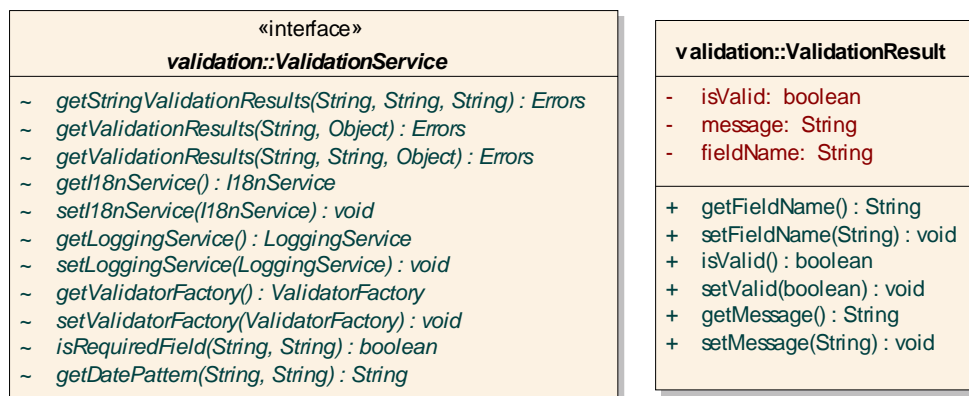 «interface»
validation::ValidationService
~ getStringValidationResults(String, String, String) : Errors
~ getValidationResults(String, Object) : Errors
~ getValidationResults(String, String, Object) : Errors
~ getI18nService() : I18nService
~ setI18nService(I18nService) : void
~ getLoggingService() : LoggingService
~ setLoggingService(LoggingService) : void
~ getValidatorFactory() : ValidatorFactory
~ setValidatorFactory(ValidatorFactory) : void
~ isRequiredField(String, String) : boolean
~ getDatePattern(String, String) : String
validation::ValidationResult
- isValid: boolean
- message: String
- fieldName: String
+ getFieldName() : String
+ setFieldName(String) : void
+ isValid() : boolean
+ setValid(boolean) : void
+ getMessage() : String
+ setMessage(String) : void